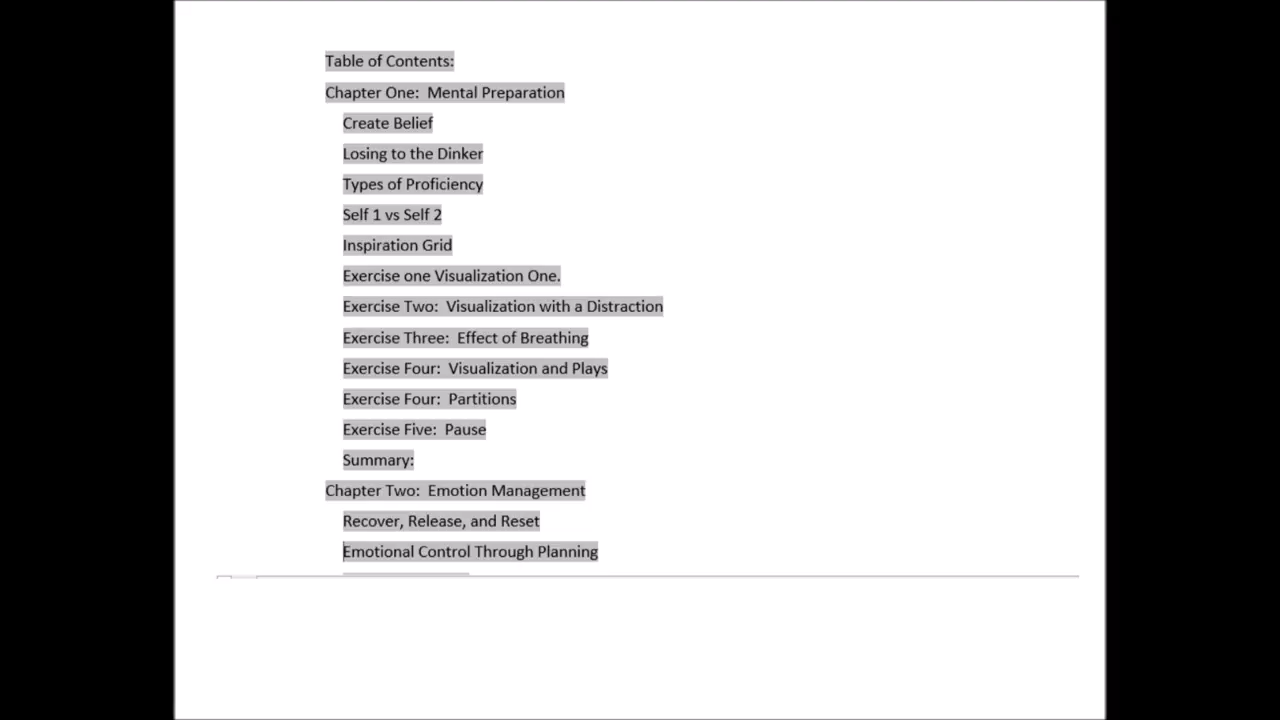 Table of Contents:
Chapter One:  Mental Preparation
Create Belief
Losing to the Dinker
Types of Proficiency
Self 1 vs Self 2
Inspiration Grid
Exercise one Visualization One.
Exercise Two:  Visualization with a Distraction
Exercise Three:  Effect of Breathing
Exercise Four:  Visualization and Plays
Exercise Four:  Partitions
Exercise Five:  Pause
Summary:
Chapter Two:  Emotion Management
Recover, Release, and Reset
Emotional Control Through Planning